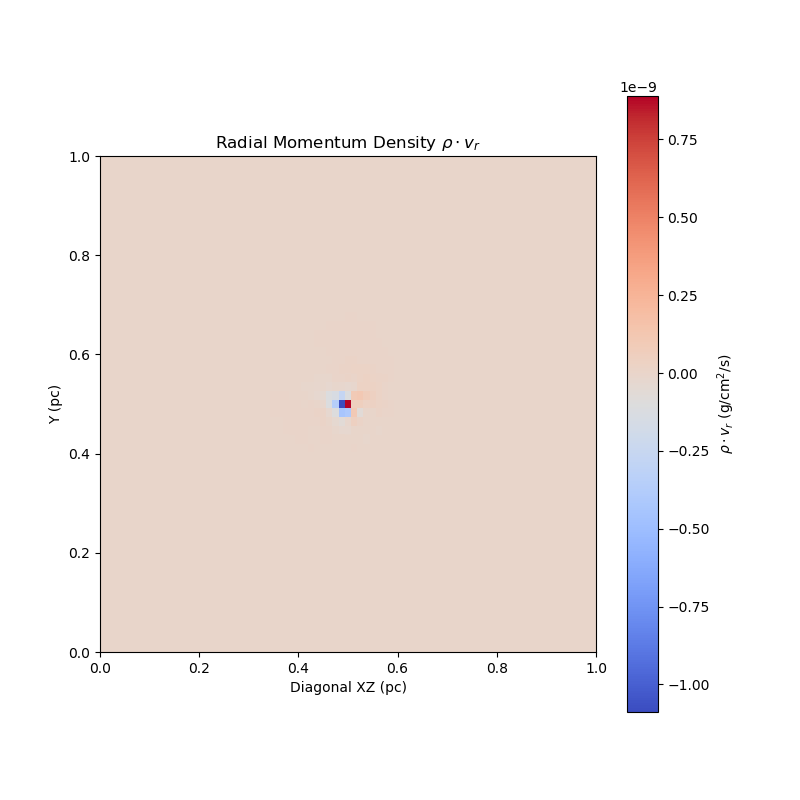 1e−9
Radial Momentum Density ρ · v_r
1.0
0.8
0.6
0.4
0.2
0.0
Y (pc)
0.0 0.2 0.4 0.6 0.8 1.0
Diagonal XZ (pc)
0.75
0.50
0.25
0.00
−0.25
−0.50
−0.75
−1.00
ρ · v_r (g/cm²/s)